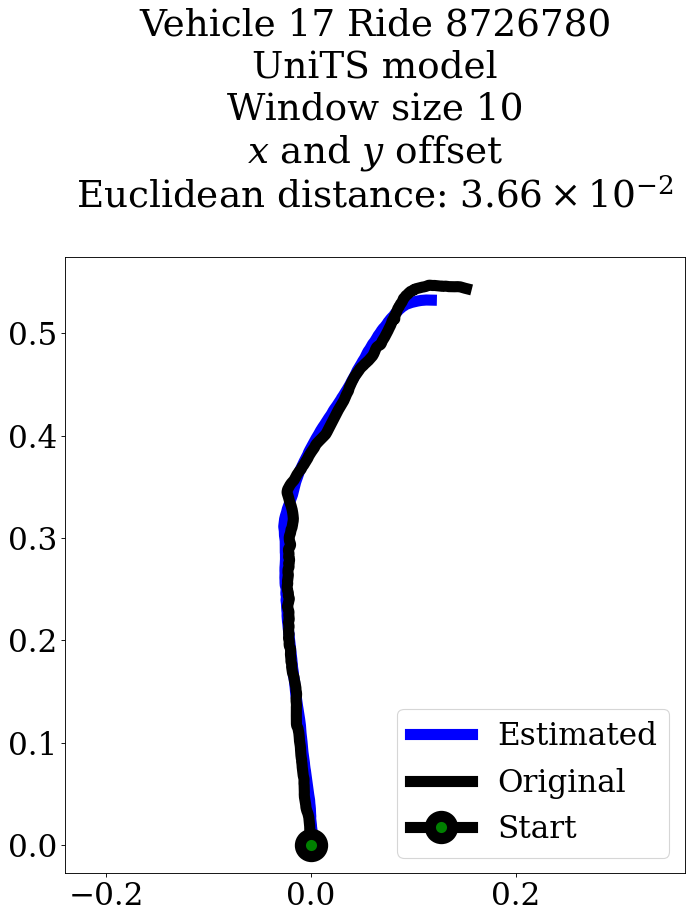 Vehicle 17 Ride 8726780
UniTS model
Window size 10
x and y offset
Euclidean distance: 3.66 × 10⁻²
0.5
0.4
0.3
0.2
0.1
0.0
−0.2 0.0 0.2
Estimated
Original
Start